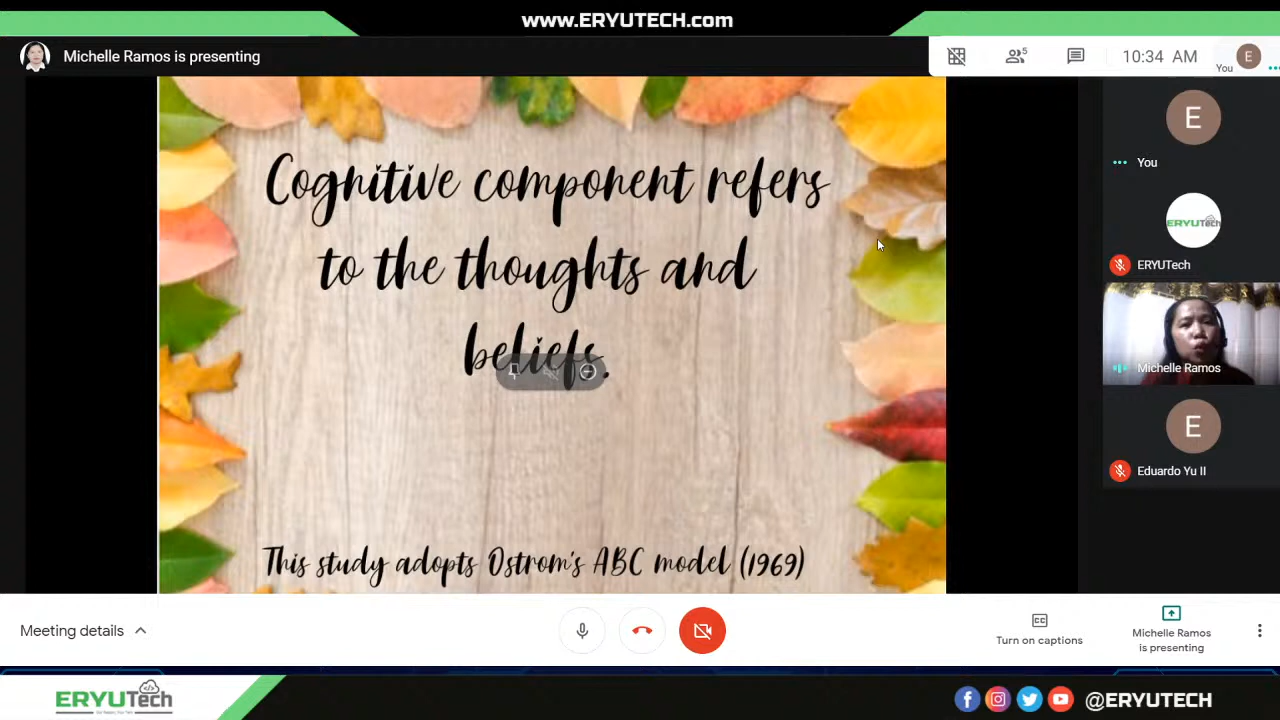 www.ERYUTECH.com
Michelle Ramos is presenting
5
10:34 AM
You
E
E
You
ERYUTech
ERYUTech
Michelle Ramos
E
Eduardo Yu II
Cognitive component refers
to the thoughts and
beliefs.
This study adopts Ostrom's ABC model (1969)
Meeting details
Turn on captions
Michelle Ramos
is presenting
ERYUTech
@ERYUTECH